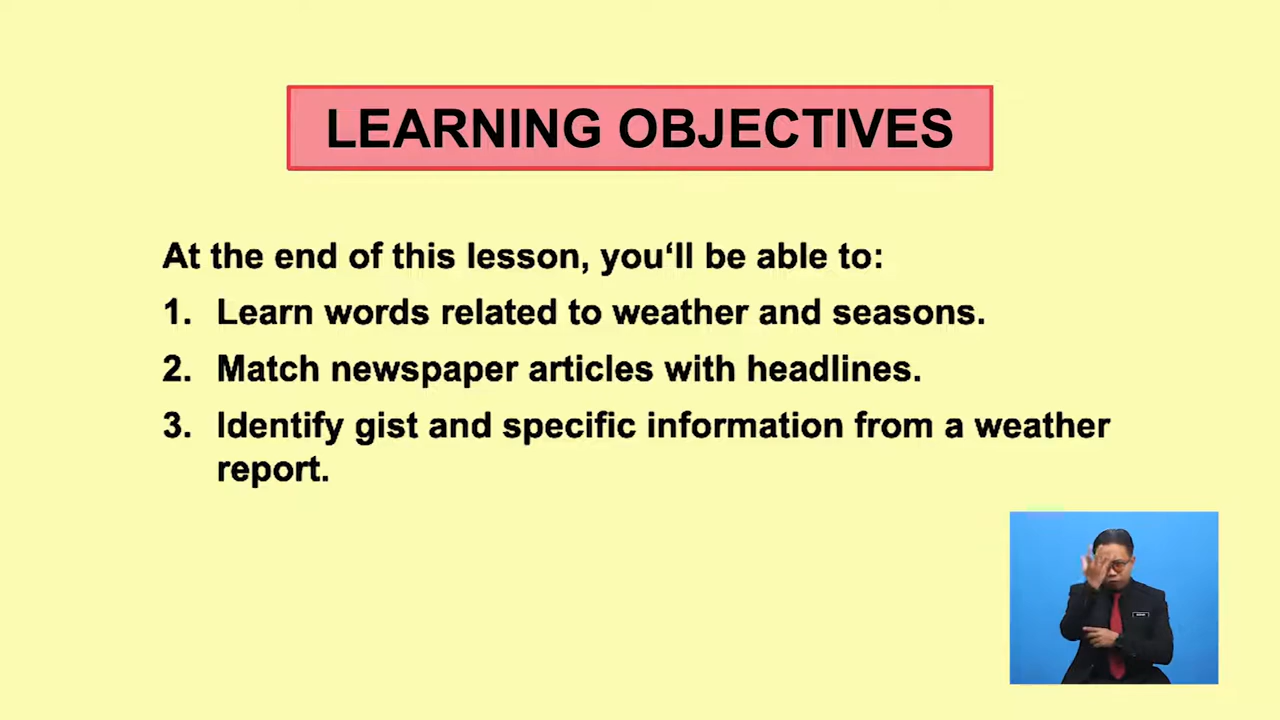 LEARNING OBJECTIVES
At the end of this lesson, you‘ll be able to:
1. Learn words related to weather and seasons.
2. Match newspaper articles with headlines.
3. Identify gist and specific information from a weather
report.